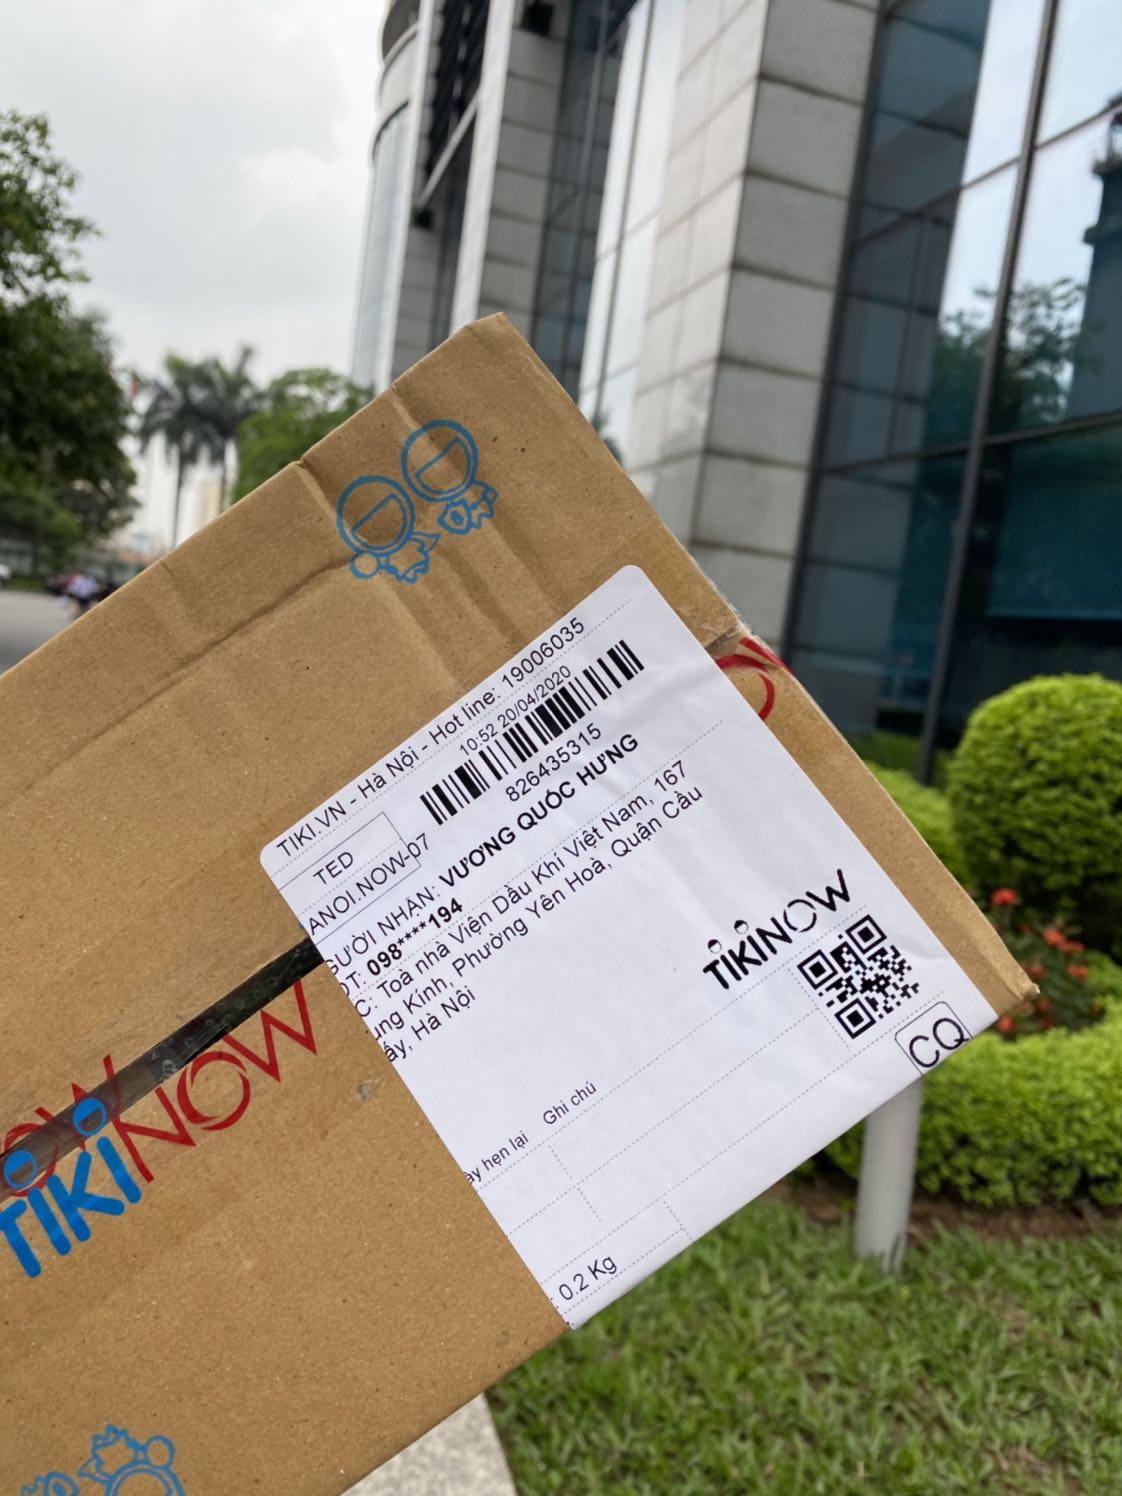 TIKI.VN - Hà Nội - Hot line: 19006035
10:52 20/04/2020
TED
826435315
ANOI.NOW-07
GƯỜI NHẬN: VƯƠNG QUỐC HƯNG
ĐT: 098****194
C: Toà nhà Viện Dầu Khí Việt Nam, 167
ung Kính, Phường Yên Hoà, Quận Cầu
ấy, Hà Nội
TIKINOW
CQ
ày hẹn lại Ghi chú
0.2 Kg
OW
TIKINOW